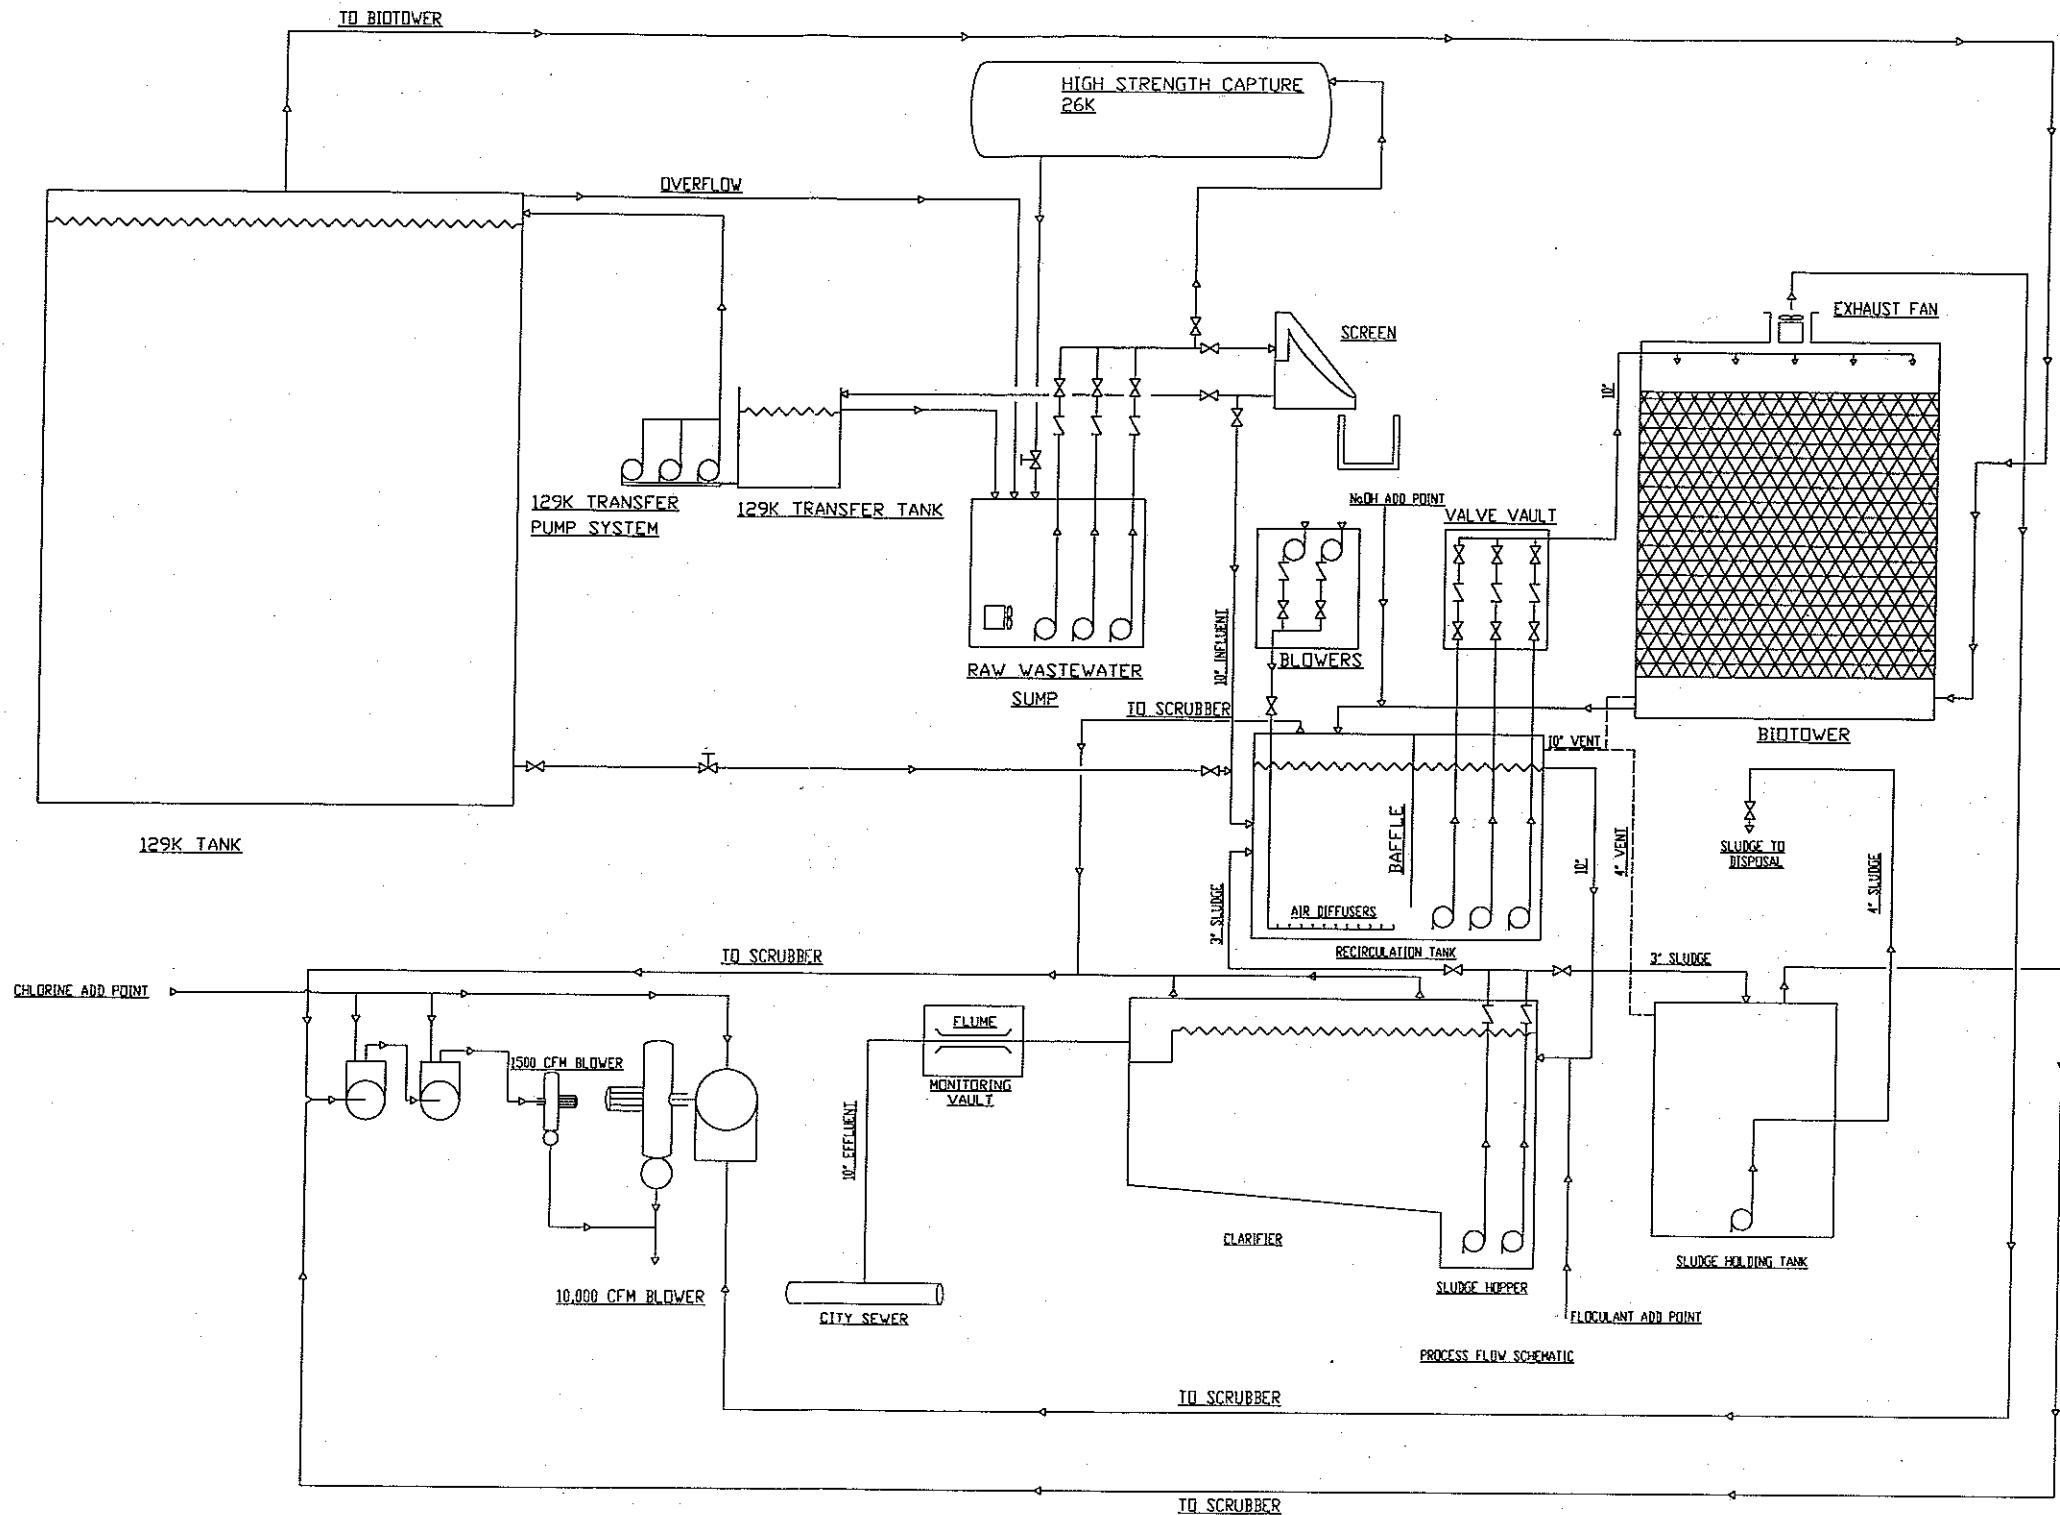 TO BIOTOWER
HIGH STRENGTH CAPTURE
26K
OVERFLOW
EXHAUST FAN
SCREEN
10"
129K TRANSFER
PUMP SYSTEM
129K TRANSFER TANK
NaOH ADD POINT
VALVE VAULT
10" INFLUENT
BLOWERS
RAW WASTEWATER
SUMP
TO SCRUBBER
10" VENT
BIOTOWER
129K TANK
BAFFLE
10"
4" VENT
SLUDGE TO
DISPOSAL
4" SLUDGE
3" SLUDGE
AIR DIFFUSERS
RECIRCULATION TANK
TO SCRUBBER
3" SLUDGE
CHLORINE ADD POINT
FLUME
1500 CFM BLOWER
MONITORING
VAULT
10" EFFLUENT
CLARIFIER
SLUDGE HOLDING TANK
SLUDGE HOPPER
10,000 CFM BLOWER
CITY SEWER
FLOCULANT ADD POINT
PROCESS FLOW SCHEMATIC
TO SCRUBBER
TO SCRUBBER